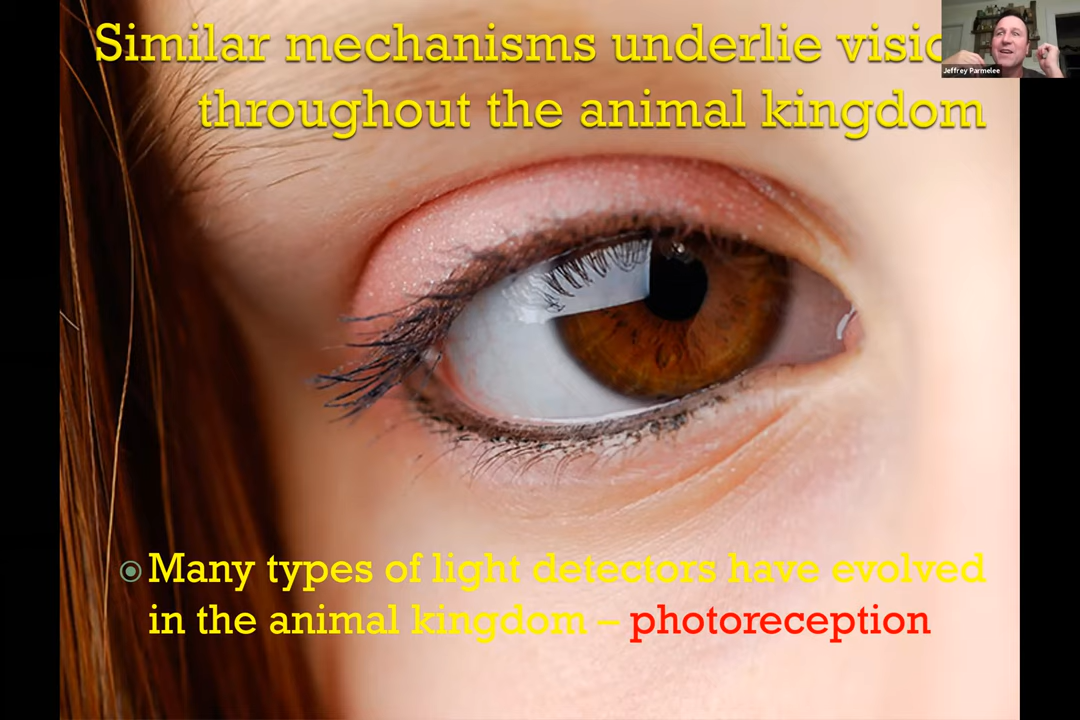 Similar mechanisms underlie visio
throughout the animal kingdom
Jeffrey Parmelee
Many types of light detectors have evolved
in the animal kingdom – photoreception